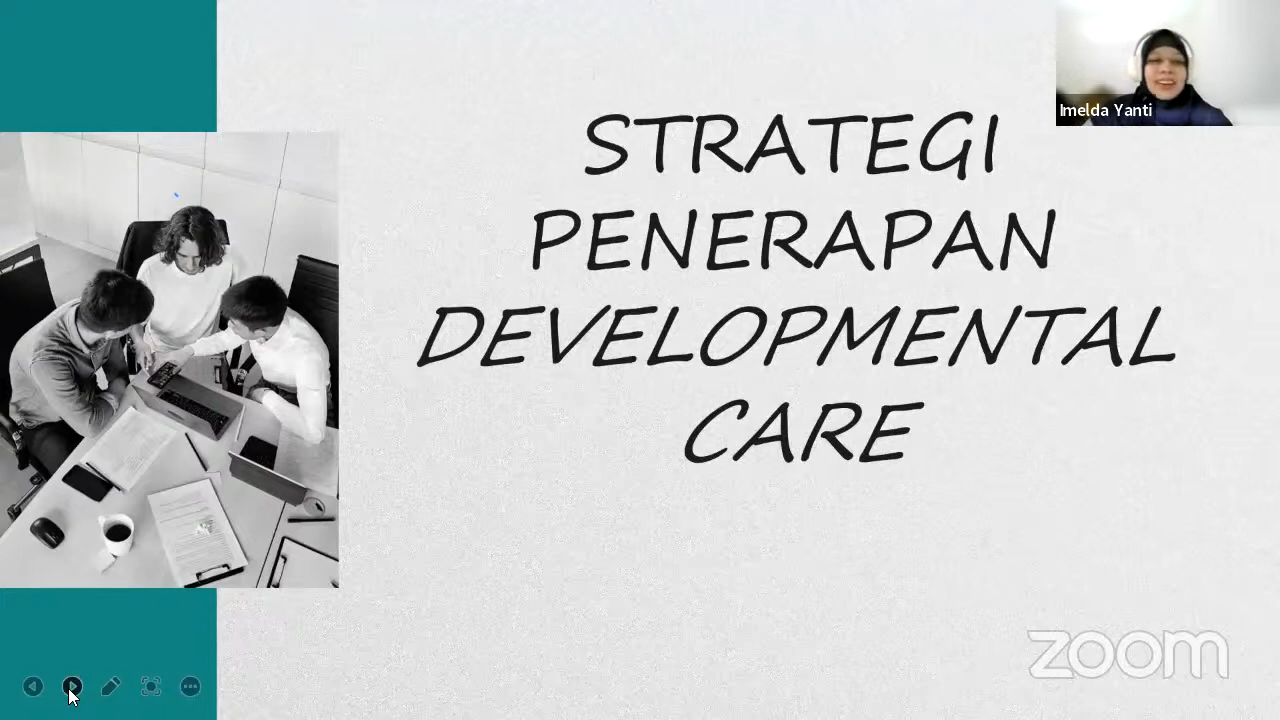 STRATEGI
PENERAPAN
DEVELOPMENTAL
CARE
Imelda Yanti
zoom